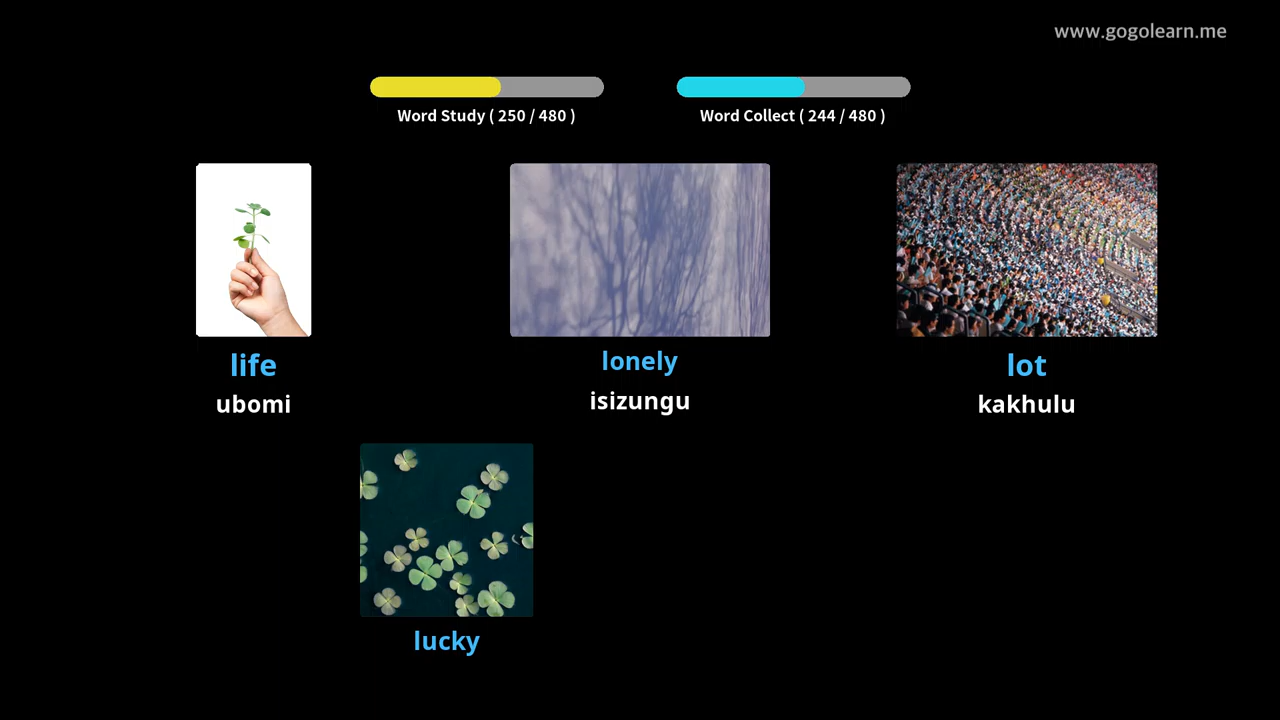 www.gogolearn.me
Word Study ( 250 / 480 )
Word Collect ( 244 / 480 )
life
ubomi
lonely
isizungu
lot
kakhulu
lucky